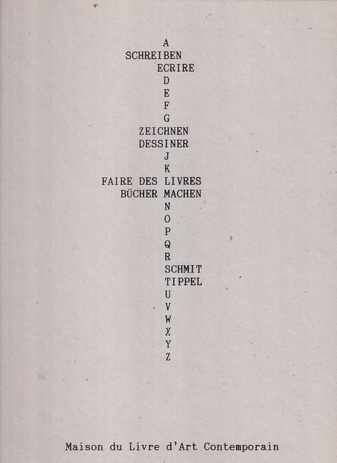 A
SCHREIBEN
ECRIRE
D
E
F
G
ZEICHNEN
DESSINER
J
K
FAIRE DES LIVRES
BÜCHER MACHEN
N
O
P
Q
R
SCHMIT
TIPPEL
U
V
W
X
Y
Z
Maison du Livre d'Art Contemporain